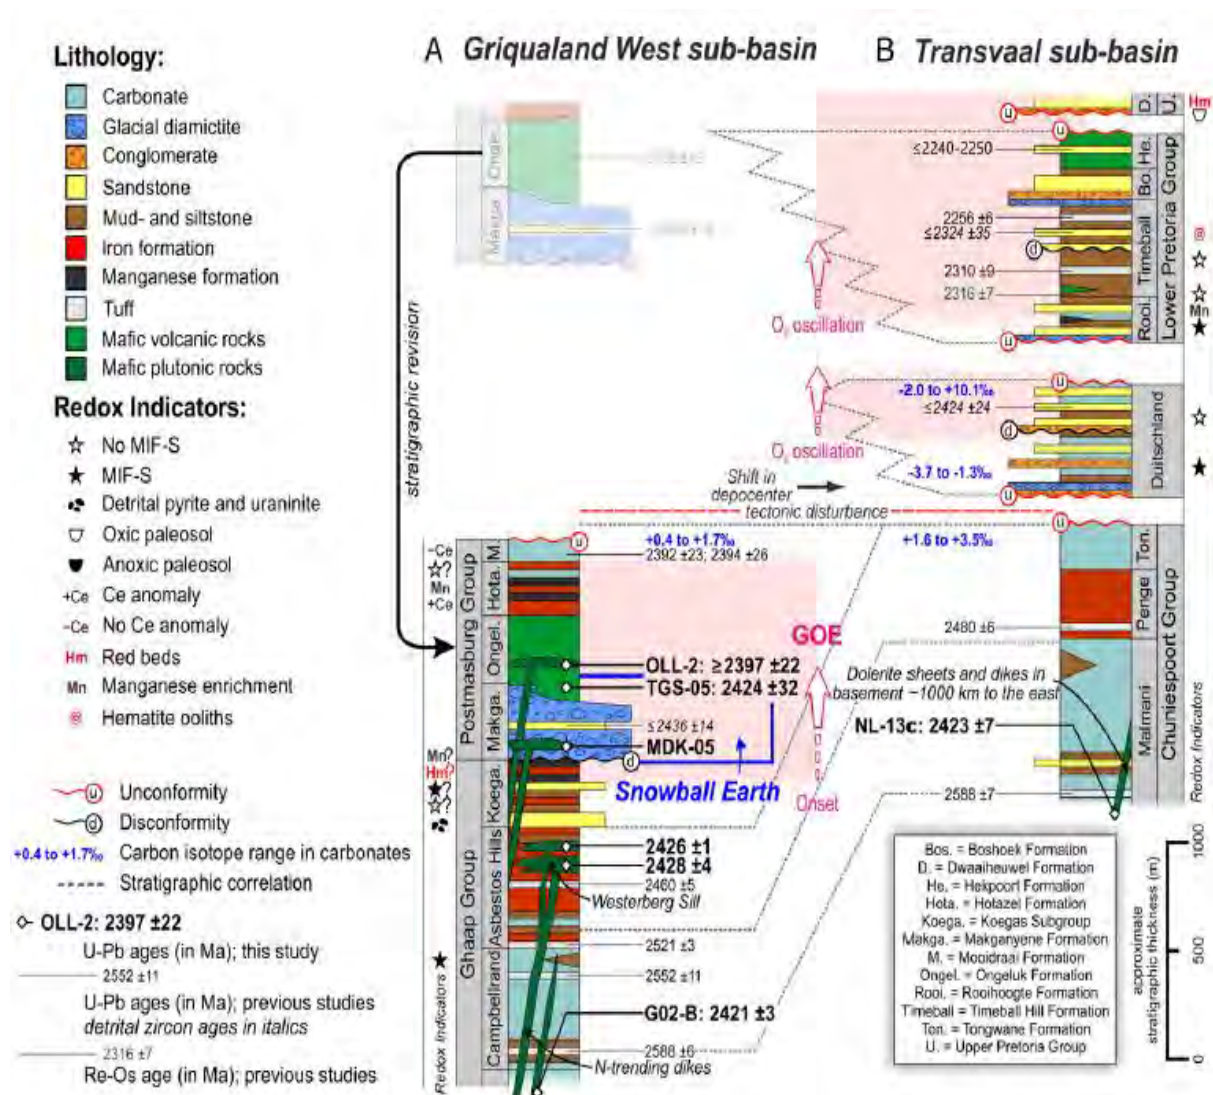 Lithology:
Carbonate
Glacial diamictite
Conglomerate
Sandstone
Mud- and siltstone
Iron formation
Manganese formation
Tuff
Mafic volcanic rocks
Mafic plutonic rocks
Redox Indicators:
No MIF-S
MIF-S
Detrital pyrite and uraninite
Oxic paleosol
Anoxic paleosol
+Ce Ce anomaly
-Ce No Ce anomaly
Hm Red beds
Mn Manganese enrichment
@ Hematite ooliths
u Unconformity
d Disconformity
+0.4 to +1.7‰ Carbon isotope range in carbonates
Stratigraphic correlation
OLL-2: 2397 ±22
U-Pb ages (in Ma); this study
2552 ±11
U-Pb ages (in Ma); previous studies
detrital zircon ages in italics
2316 ±7
Re-Os age (in Ma); previous studies
A Griqualand West sub-basin
stratigraphic revision
Shift in
depocenter
tectonic disturbance
u
+0.4 to +1.7‰
2392 ±23; 2394 ±26
-Ce
☆?
Mn
+Ce
M.
Hota.
Ongel.
Makga.
Postmasburg Group
GOE
OLL-2: ≥2397 ±22
TGS-05: 2424 ±32
≤2436 ±14
MDK-05
d
Snowball Earth
Onset
Mn?
Hm?
★?
☆?
Koega.
Asbestos Hills
Campbellrand
Ghaap Group
2426 ±1
2428 ±4
2460 ±5
Westerberg Sill
2521 ±3
2552 ±11
G02-B: 2421 ±3
2588 ±6
N-trending dikes
Redox Indicators
B Transvaal sub-basin
u
D.
U.
Hm
u
≤2240-2250
He.
Bo.
Timeball
Rooi.
Lower Pretoria Group
2256 ±6
≤2324 ±35
@
d
2310 ±9
2316 ±7
Mn
u
O₂ oscillation
u
-2.0 to +10.1‰
≤2424 ±24
d
O₂ oscillation
-3.7 to -1.3‰
Duitschland
u
u
+1.6 to +3.5‰
Ton.
Penge
Malmani
Chuniespoort Group
2480 ±6
Dolerite sheets and dikes in
basement ~1000 km to the east
NL-13c: 2423 ±7
2588 ±7
Redox Indicators
Bos. = Boshoek Formation
D. = Dwaalheuwel Formation
He. = Hekpoort Formation
Hota. = Hotazel Formation
Koega. = Koegas Subgroup
Makga. = Makganyene Formation
M. = Mooidraai Formation
Ongel. = Ongeluk Formation
Rooi. = Rooihoogte Formation
Timeball = Timeball Hill Formation
Ton. = Tongwane Formation
U. = Upper Pretoria Group
1000
500
0
approximate
stratigraphic thickness (m)